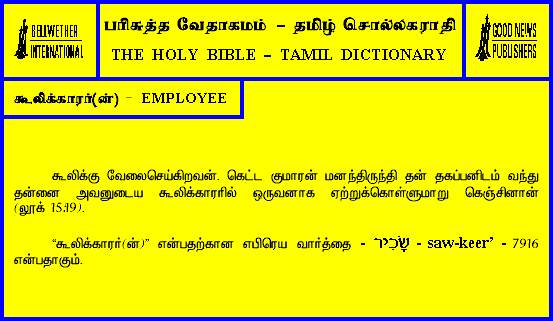 BELLWETHER
INTERNATIONAL
பரிசுத்த வேதாகமம் – தமிழ் சொல்லகராதி
THE HOLY BIBLE – TAMIL DICTIONARY
GOOD NEWS
PUBLISHERS
கூலிக்காரர்(ன்) – EMPLOYEE
கூலிக்கு வேலைசெய்கிறவன். கெட்ட குமாரன் மனந்திருந்தி தன் தகப்பனிடம் வந்து
தன்னை அவனுடைய கூலிக்காரரில் ஒருவனாக ஏற்றுக்கொள்ளுமாறு கெஞ்சினான்
(லூக் 15:19).
“கூலிக்காரர்(ன்)” என்பதற்கான எபிரெய வார்த்தை - שָׂכִיר - saw-keer’ - 7916
என்பதாகும்.